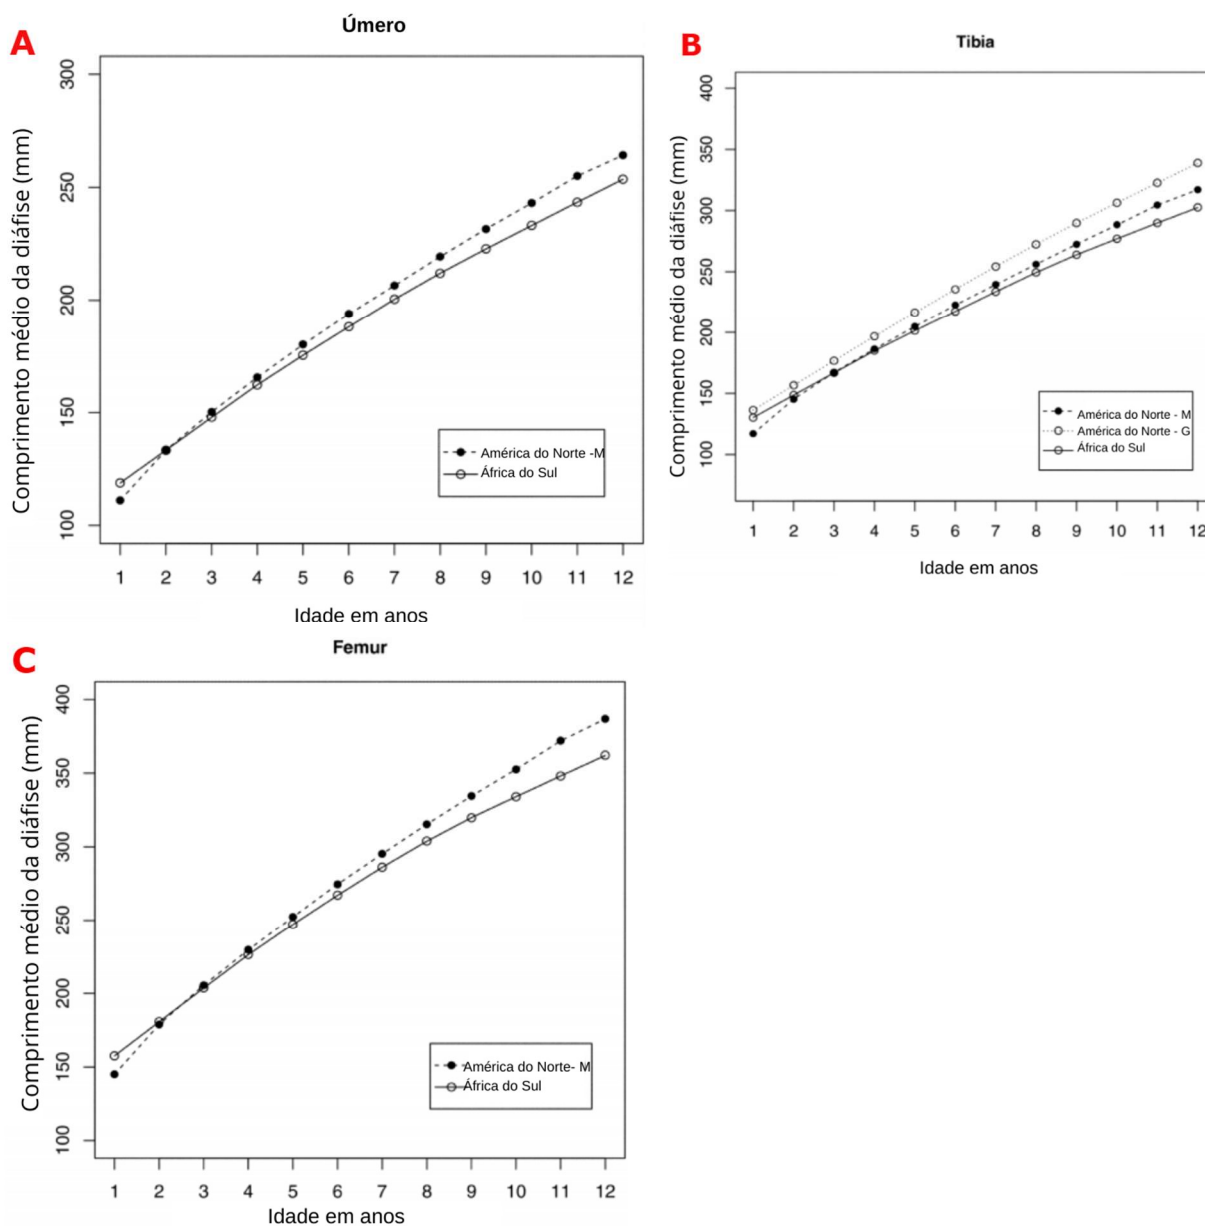 A
Úmero
Comprimento médio da diáfise (mm)
300
250
200
150
100
América do Norte -M
África do Sul
1 2 3 4 5 6 7 8 9 10 11 12
Idade em anos
B
Tibia
Comprimento médio da diáfise (mm)
400
350
300
250
200
150
100
América do Norte - M
América do Norte - G
África do Sul
1 2 3 4 5 6 7 8 9 10 11 12
Idade em anos
C
Femur
Comprimento médio da diáfise (mm)
400
350
300
250
200
150
100
América do Norte- M
África do Sul
1 2 3 4 5 6 7 8 9 10 11 12
Idade em anos